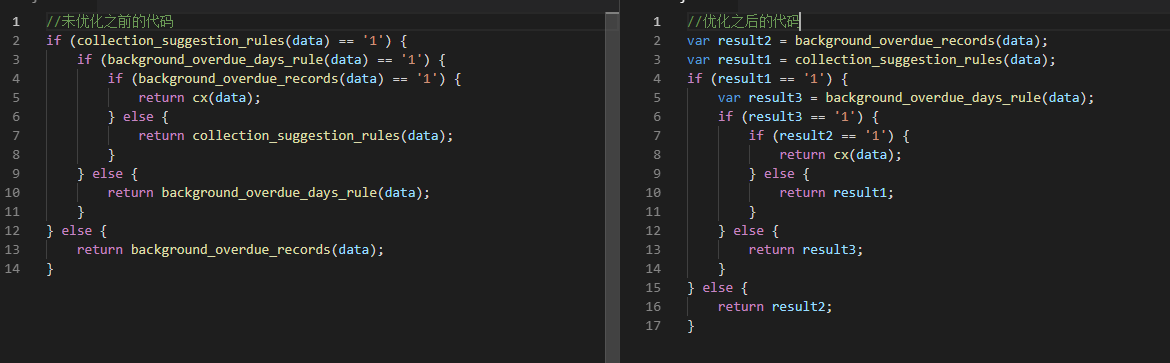 1 //未优化之前的代码
2 if (collection_suggestion_rules(data) == '1') {
3 if (background_overdue_days_rule(data) == '1') {
4 if (background_overdue_records(data) == '1') {
5 return cx(data);
6 } else {
7 return collection_suggestion_rules(data);
8 }
9 } else {
10 return background_overdue_days_rule(data);
11 }
12 } else {
13 return background_overdue_records(data);
14 }
1 //优化之后的代码
2 var result2 = background_overdue_records(data);
3 var result1 = collection_suggestion_rules(data);
4 if (result1 == '1') {
5 var result3 = background_overdue_days_rule(data);
6 if (result3 == '1') {
7 if (result2 == '1') {
8 return cx(data);
9 } else {
10 return result1;
11 }
12 } else {
13 return result3;
14 }
15 } else {
16 return result2;
17 }